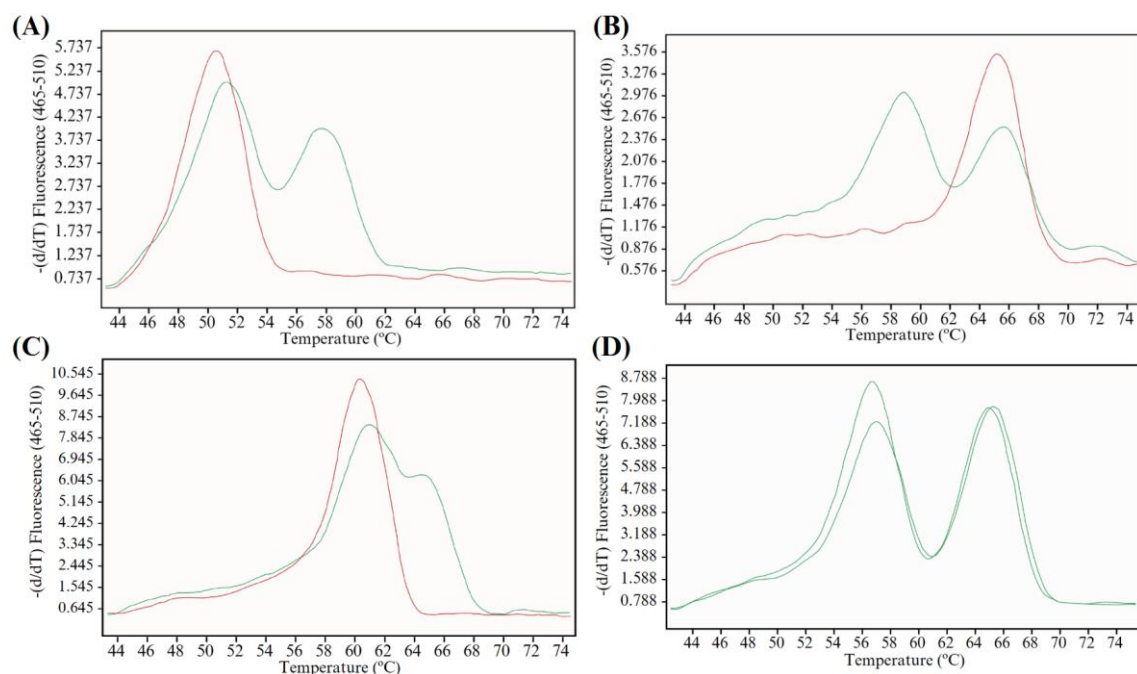 (A)
-(d/dT) Fluorescence (465-510)
5.737
5.237
4.737
4.237
3.737
3.237
2.737
2.237
1.737
1.237
0.737
44 46 48 50 52 54 56 58 60 62 64 66 68 70 72 74
Temperature (ºC)
(B)
-(d/dT) Fluorescence (465-510)
3.576
3.276
2.976
2.676
2.376
2.076
1.776
1.476
1.176
0.876
0.576
44 46 48 50 52 54 56 58 60 62 64 66 68 70 72 74
Temperature (ºC)
(C)
-(d/dT) Fluorescence (465-510)
10.545
9.645
8.745
7.845
6.945
6.045
5.145
4.245
3.345
2.445
1.545
0.645
44 46 48 50 52 54 56 58 60 62 64 66 68 70 72 74
Temperature (ºC)
(D)
-(d/dT) Fluorescence (465-510)
8.788
7.988
7.188
6.388
5.588
4.788
3.988
3.188
2.388
1.588
0.788
44 46 48 50 52 54 56 58 60 62 64 66 68 70 72 74
Temperature (ºC)